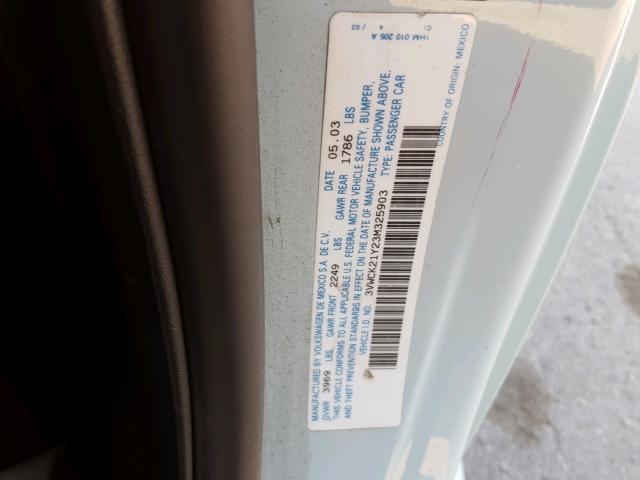 MANUFACTURED BY VOLKSWAGEN DE MEXICO S.A. DE C.V. DATE 05.03
GVWR 3969 LBS GAWR FRONT 2249 LBS GAWR REAR 1786 LBS
THIS VEHICLE CONFORMS TO ALL APPLICABLE U.S. FEDERAL MOTOR VEHICLE SAFETY, BUMPER,
AND THEFT PREVENTION STANDARDS IN EFFECT ON THE DATE OF MANUFACTURE SHOWN ABOVE.
VEHICLE I.D. NO. 3VWCK21Y23M325903 TYPE: PASSENGER CAR
COUNTRY OF ORIGIN: MEXICO
1HM 010 205 A
4 / 02